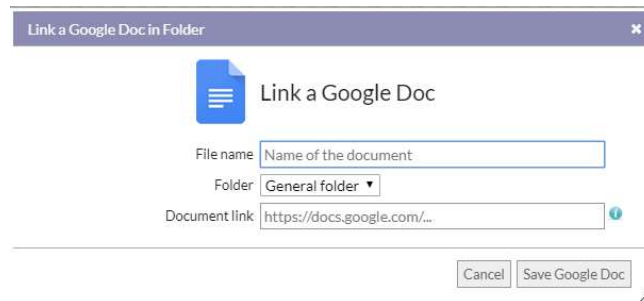 Link a Google Doc in Folder
Link a Google Doc
File name Name of the document
Folder General folder
Document link https://docs.google.com/...
Cancel Save Google Doc